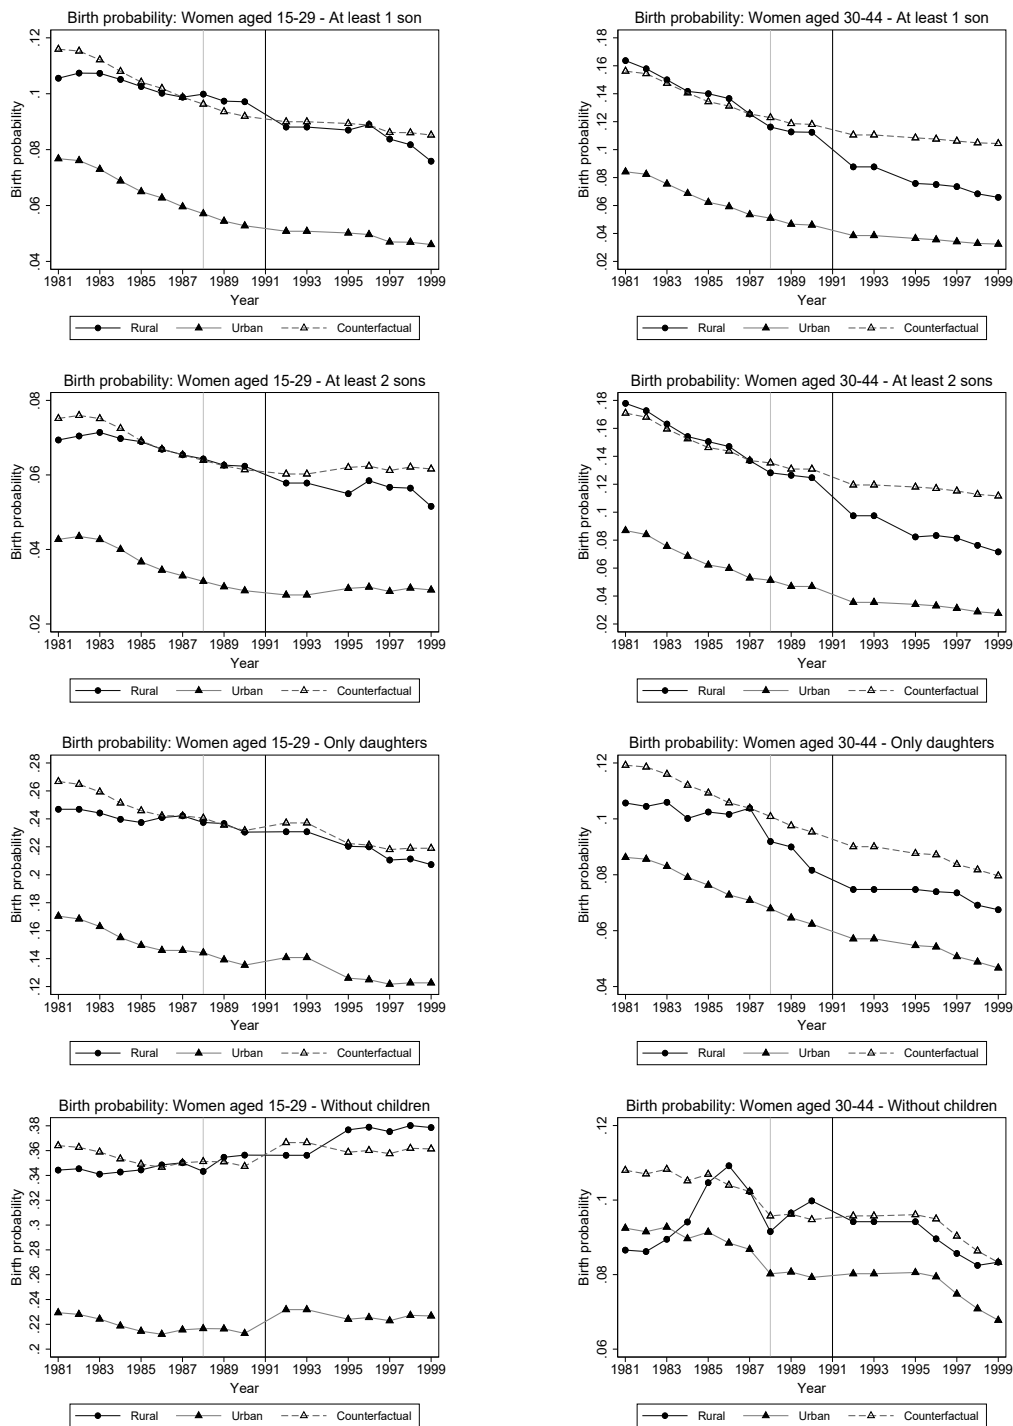 Birth probability: Women aged 15-29 - At least 1 son
Birth probability
.04 .06 .08 .1 .12
1981 1983 1985 1987 1989 1991 1993 1995 1997 1999
Year
Rural Urban Counterfactual
Birth probability: Women aged 30-44 - At least 1 son
Birth probability
.02 .04 .06 .08 .1 .12 .14 .16 .18
1981 1983 1985 1987 1989 1991 1993 1995 1997 1999
Year
Rural Urban Counterfactual
Birth probability: Women aged 15-29 - At least 2 sons
Birth probability
.02 .04 .06 .08
1981 1983 1985 1987 1989 1991 1993 1995 1997 1999
Year
Rural Urban Counterfactual
Birth probability: Women aged 30-44 - At least 2 sons
Birth probability
.02 .04 .06 .08 .1 .12 .14 .16 .18
1981 1983 1985 1987 1989 1991 1993 1995 1997 1999
Year
Rural Urban Counterfactual
Birth probability: Women aged 15-29 - Only daughters
Birth probability
.12 .14 .16 .18 .2 .22 .24 .26 .28
1981 1983 1985 1987 1989 1991 1993 1995 1997 1999
Year
Rural Urban Counterfactual
Birth probability: Women aged 30-44 - Only daughters
Birth probability
.04 .06 .08 .1 .12
1981 1983 1985 1987 1989 1991 1993 1995 1997 1999
Year
Rural Urban Counterfactual
Birth probability: Women aged 15-29 - Without children
Birth probability
.2 .22 .24 .26 .28 .3 .32 .34 .36 .38
1981 1983 1985 1987 1989 1991 1993 1995 1997 1999
Year
Rural Urban Counterfactual
Birth probability: Women aged 30-44 - Without children
Birth probability
.06 .08 .1 .12
1981 1983 1985 1987 1989 1991 1993 1995 1997 1999
Year
Rural Urban Counterfactual